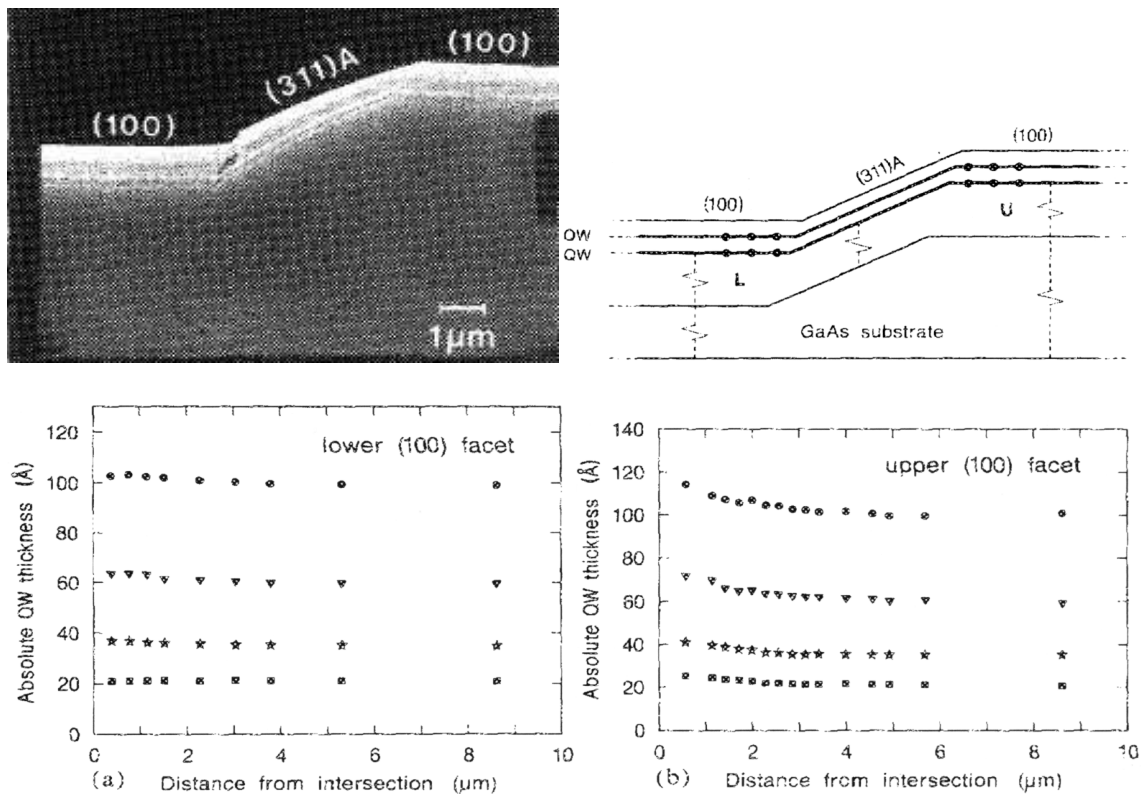 (100)
(311)A
(100)
1µm
(100)
(311)A
(100)
QW
QW
L
U
GaAs substrate
lower (100) facet
Absolute QW thickness (Å)
120
100
80
60
40
20
0
0 2 4 6 8 10
(a) Distance from intersection (µm)
upper (100) facet
Absolute QW thickness (Å)
140
120
100
80
60
40
20
0
0 2 4 6 8 10
(b) Distance from intersection (µm)